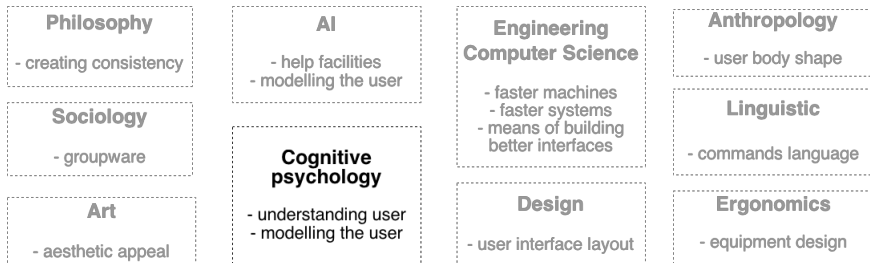 Philosophy
- creating consistency
Sociology
- groupware
Art
- aesthetic appeal
AI
- help facilities
- modelling the user
Cognitive
psychology
- understanding user
- modelling the user
Engineering
Computer Science
- faster machines
- faster systems
- means of building
better interfaces
Design
- user interface layout
Anthropology
- user body shape
Linguistic
- commands language
Ergonomics
- equipment design